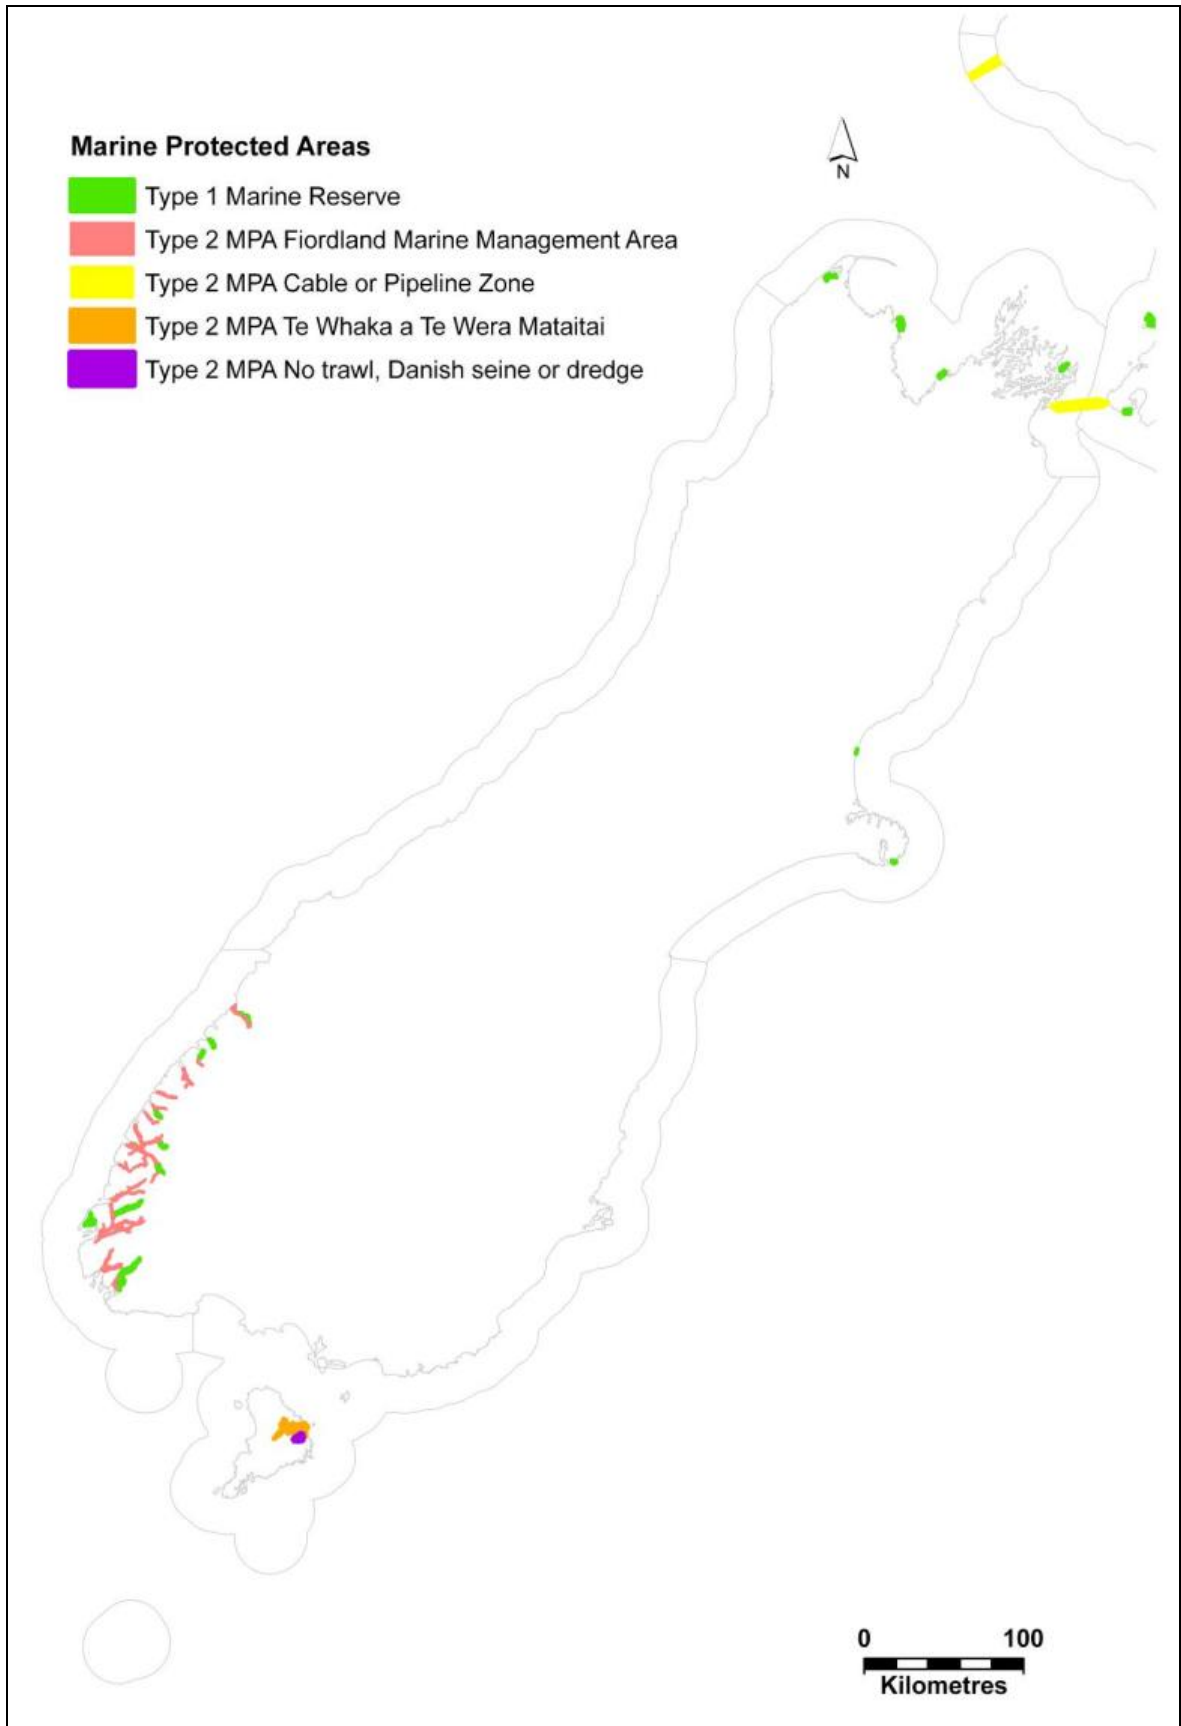 Marine Protected Areas
Type 1 Marine Reserve
Type 2 MPA Fiordland Marine Management Area
Type 2 MPA Cable or Pipeline Zone
Type 2 MPA Te Whaka a Te Wera Mataitai
Type 2 MPA No trawl, Danish seine or dredge
N
0 100
Kilometres